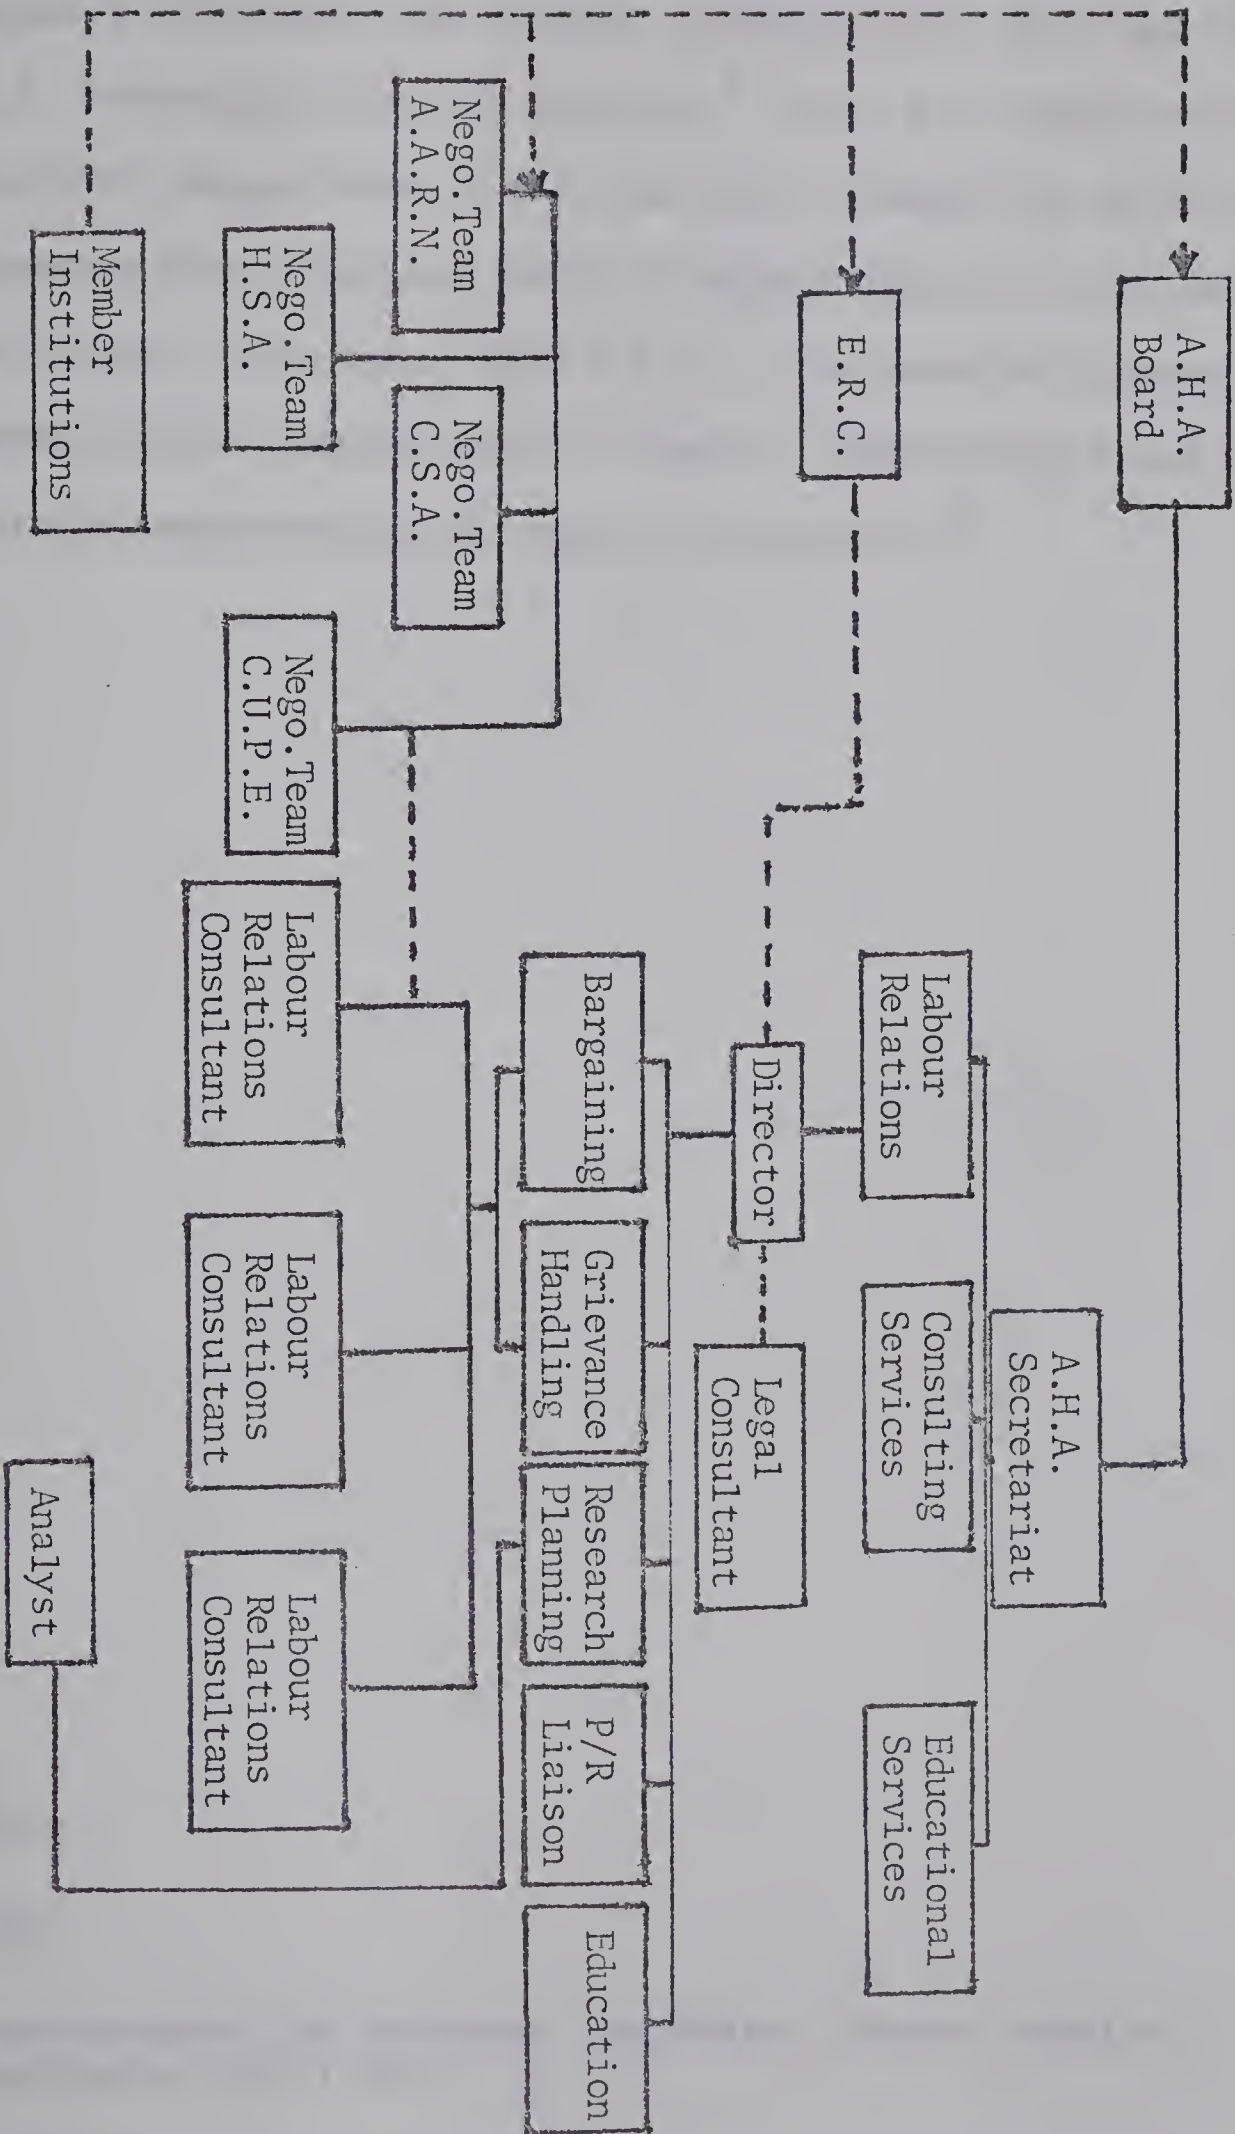 A.H.A.
Board
A.H.A.
Secretariat
E.R.C.
Labour
Relations
Consulting
Services
Educational
Services
Director
Legal
Consultant
Nego.Team
A.A.R.N.
Nego.Team
C.S.A.
Bargaining
Grievance
Handling
Research
Planning
P/R
Liaison
Education
Nego.Team
H.S.A.
Nego.Team
C.U.P.E.
Labour
Relations
Consultant
Labour
Relations
Consultant
Labour
Relations
Consultant
Member
Institutions
Analyst